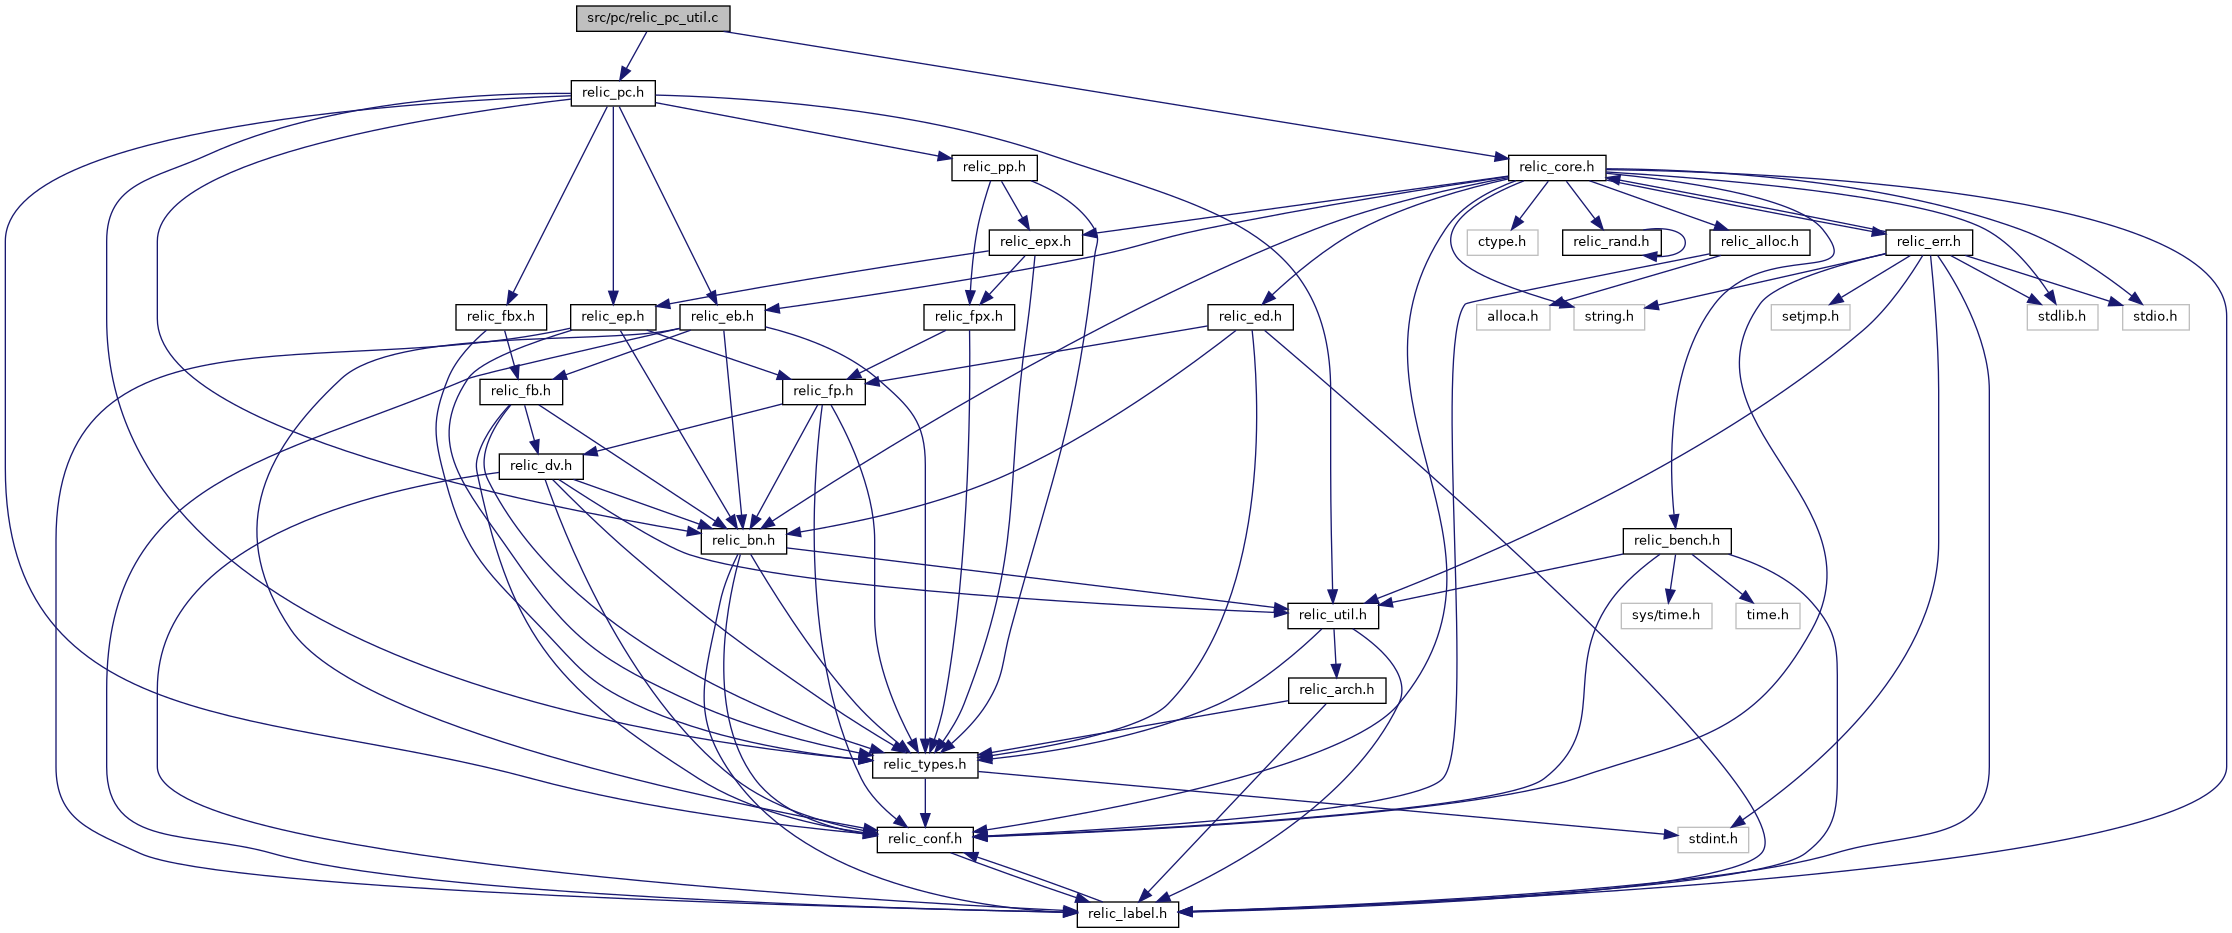 src/pc/relic_pc_util.c
relic_pc.h
relic_pp.h
relic_core.h
relic_epx.h
ctype.h
relic_rand.h
relic_alloc.h
relic_err.h
relic_fbx.h
relic_ep.h
relic_eb.h
relic_fpx.h
relic_ed.h
alloca.h
string.h
setjmp.h
stdlib.h
stdio.h
relic_fb.h
relic_fp.h
relic_dv.h
relic_bn.h
relic_bench.h
relic_util.h
sys/time.h
time.h
relic_arch.h
relic_types.h
relic_conf.h
stdint.h
relic_label.h